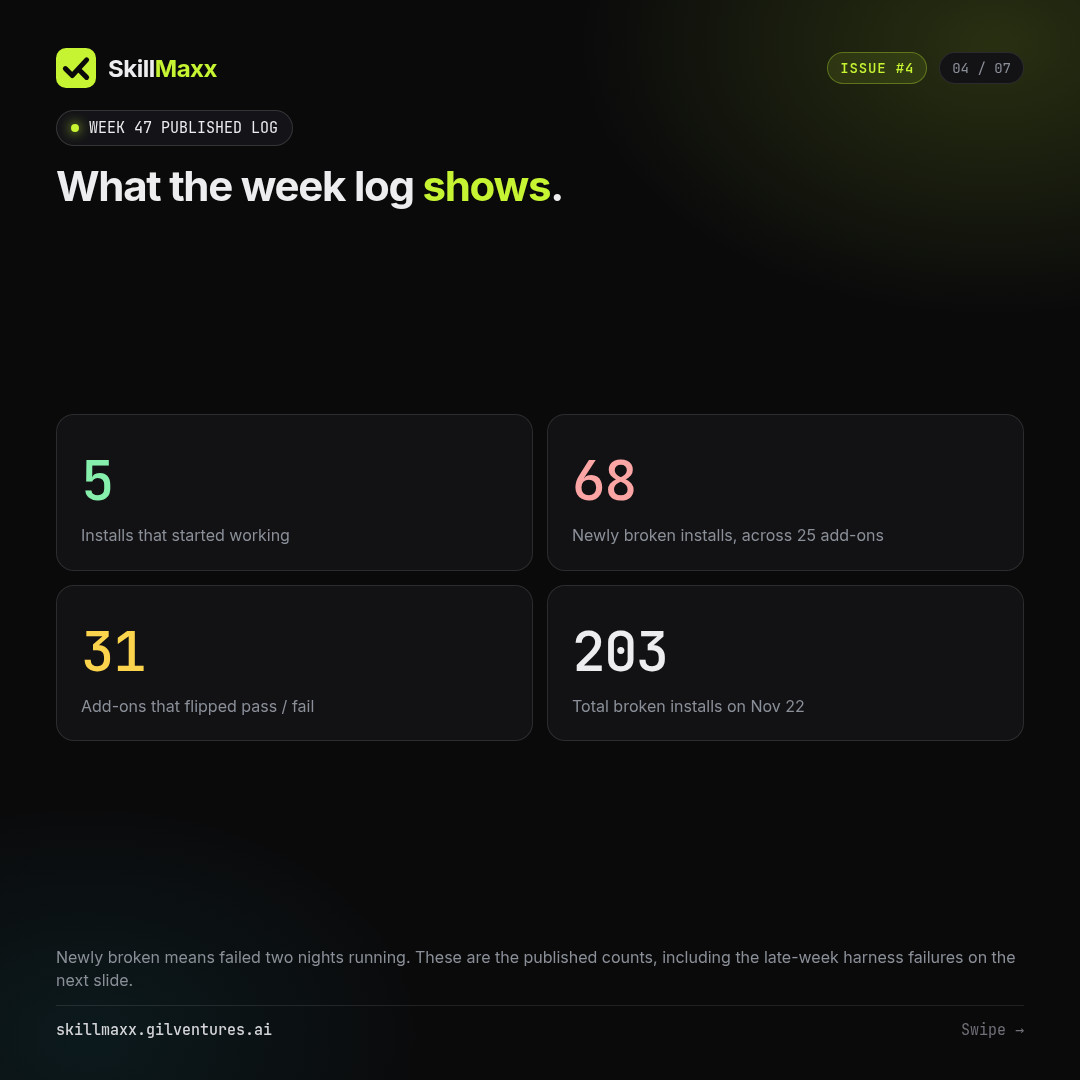 SkillMaxx
ISSUE #4
04 / 07
WEEK 47 PUBLISHED LOG
What the week log shows.
5
Installs that started working
68
Newly broken installs, across 25 add-ons
31
Add-ons that flipped pass / fail
203
Total broken installs on Nov 22
Newly broken means failed two nights running. These are the published counts, including the late-week harness failures on the
next slide.
skillmaxx.gilventures.ai
Swipe →